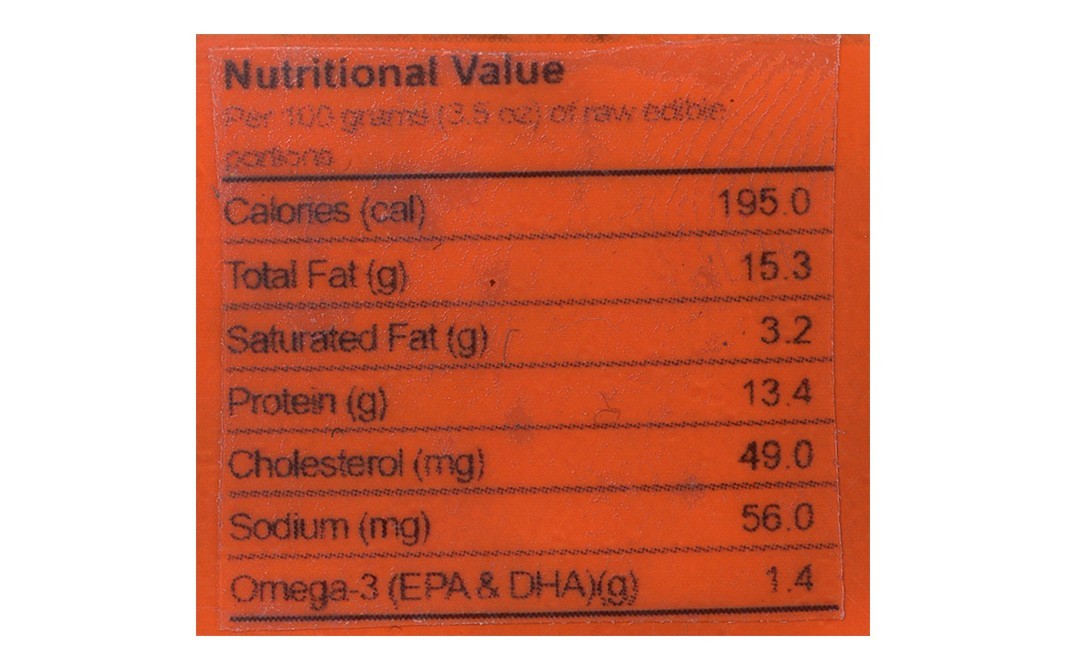 Nutritional Value
Per 100 grams (3.5 oz) of raw edible
portions
Calories (cal) 195.0
Total Fat (g) 15.3
Saturated Fat (g) 3.2
Protein (g) 13.4
Cholesterol (mg) 49.0
Sodium (mg) 56.0
Omega-3 (EPA & DHA)(g) 1.4